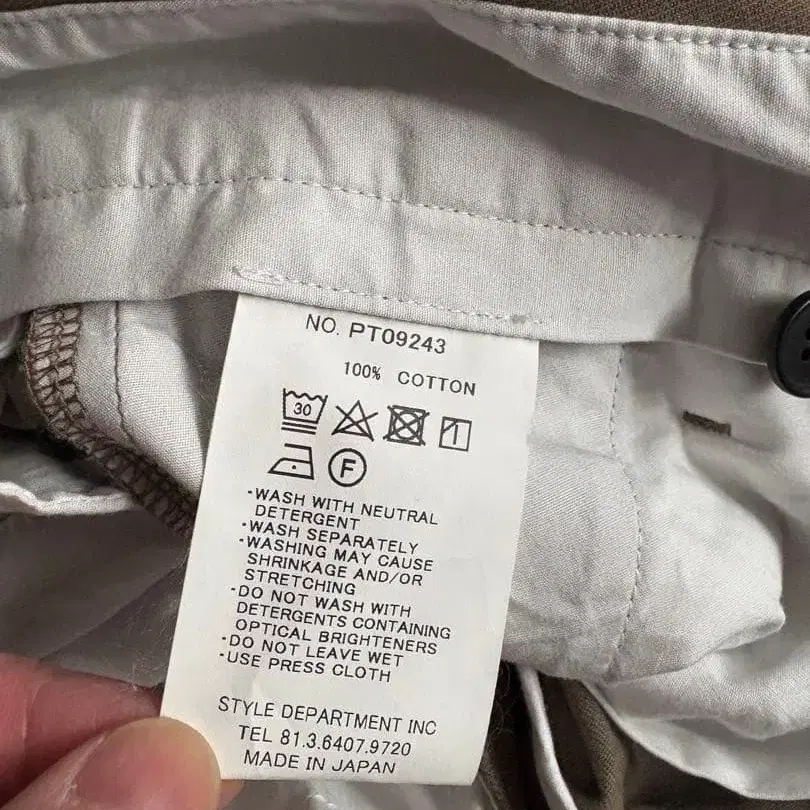 NO. PT09243
100% COTTON
30
F
·WASH WITH NEUTRAL
DETERGENT
·WASH SEPARATELY
·WASHING MAY CAUSE
SHRINKAGE AND/OR
STRETCHING
·DO NOT WASH WITH
DETERGENTS CONTAINING
OPTICAL BRIGHTENERS
·DO NOT LEAVE WET
·USE PRESS CLOTH
STYLE DEPARTMENT INC
TEL 81.3.6407.9720
MADE IN JAPAN